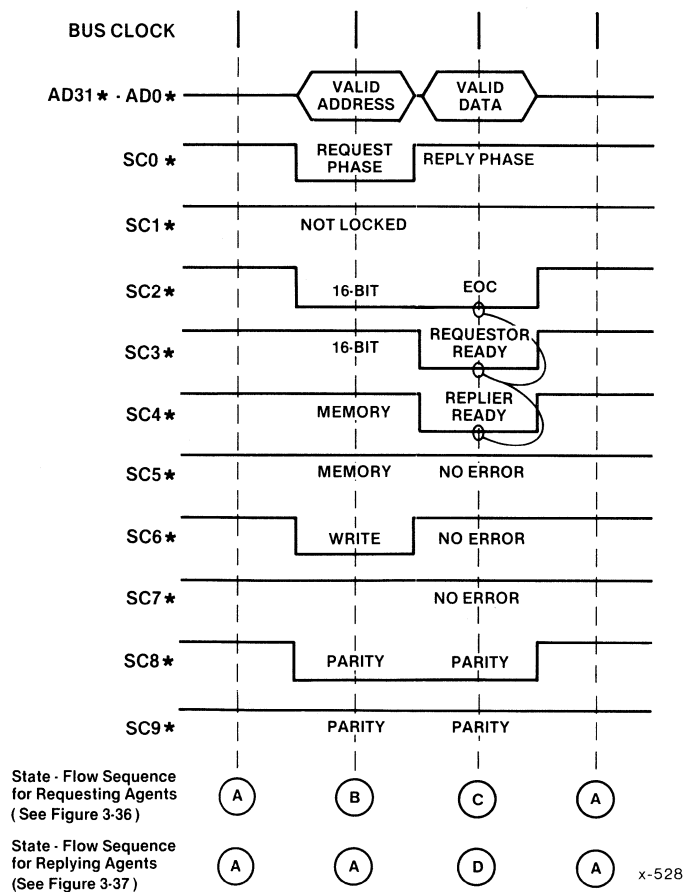 BUS CLOCK
AD31* - AD0*
VALID
ADDRESS
VALID
DATA
SC0 *
REQUEST
PHASE
REPLY PHASE
SC1 *
NOT LOCKED
SC2 *
16-BIT
EOC
SC3 *
16-BIT
REQUESTOR
READY
SC4 *
MEMORY
REPLIER
READY
SC5 *
MEMORY
NO ERROR
SC6 *
WRITE
NO ERROR
SC7 *
NO ERROR
SC8 *
PARITY
PARITY
SC9 *
PARITY
PARITY
State - Flow Sequence
for Requesting Agents
( See Figure 3-36 )
A
B
C
A
State - Flow Sequence
for Replying Agents
(See Figure 3-37 )
A
A
D
A
x-528